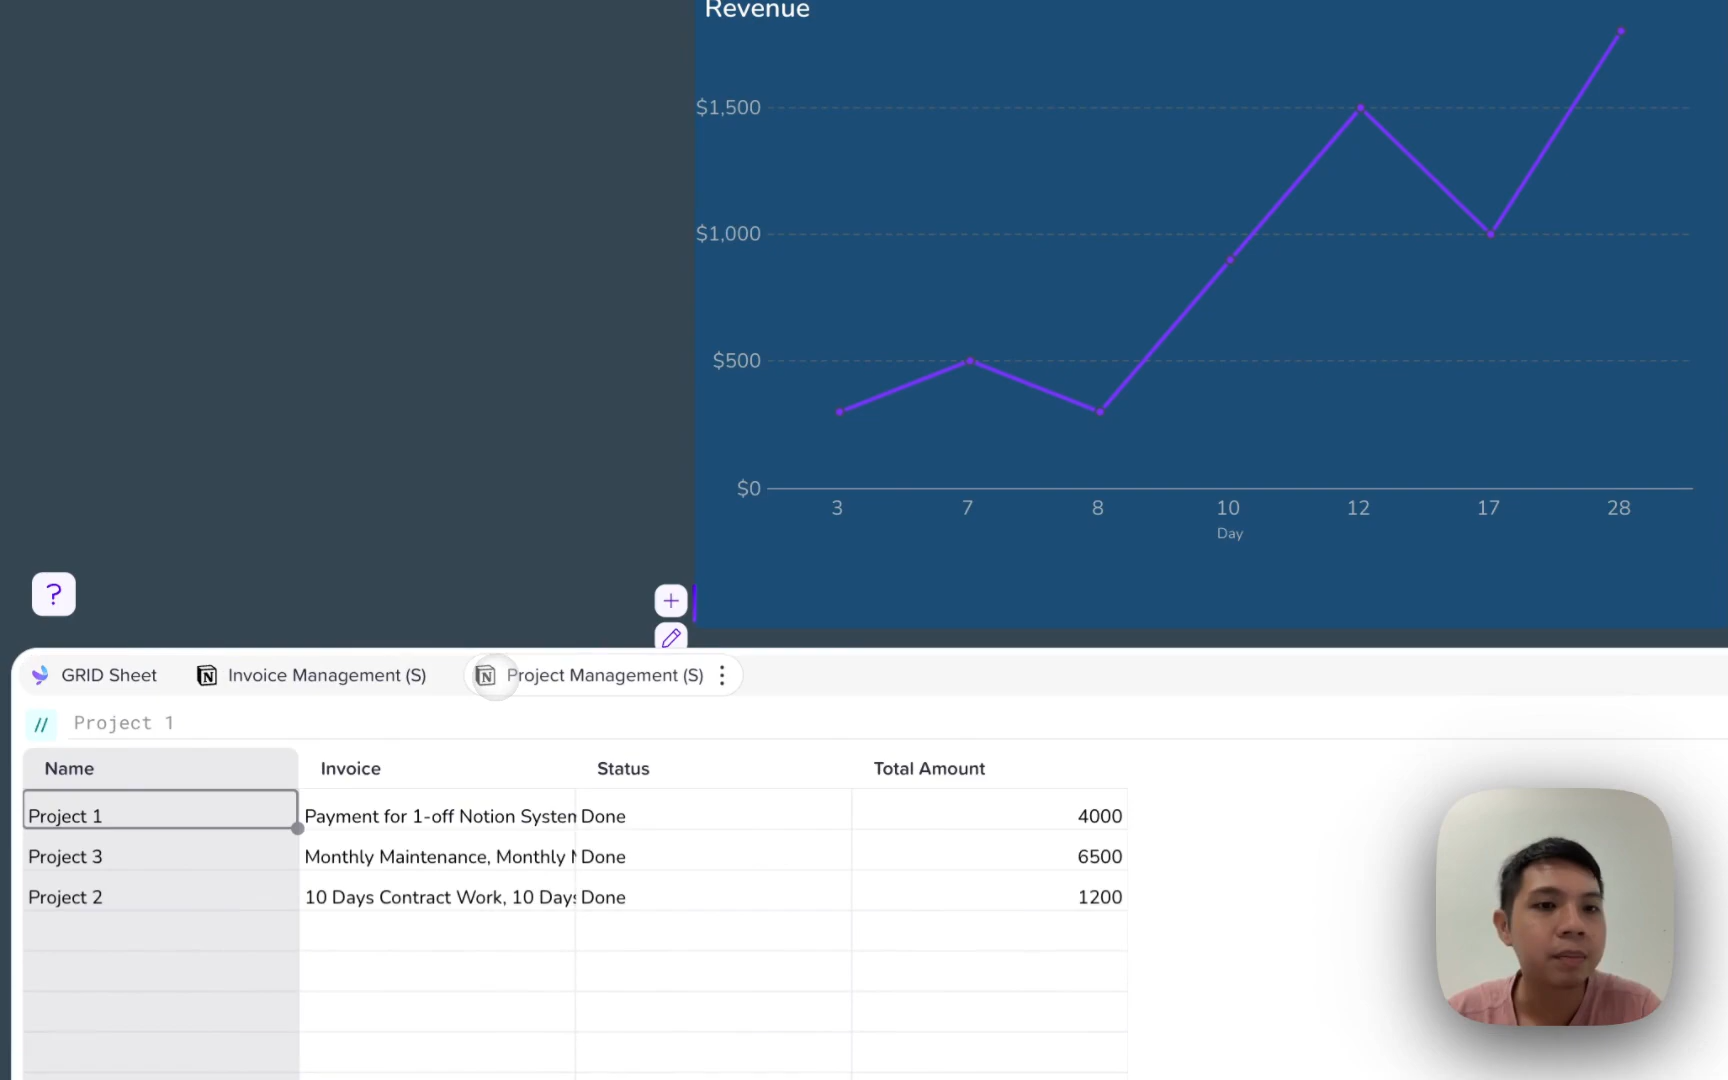 Revenue
$1,500
$1,000
$500
$0
3 7 8 10 12 17 28
Day
?
GRID Sheet Invoice Management (S) Project Management (S)
// Project 1
Name Invoice Status Total Amount
Project 1 Payment for 1-off Notion System Done 4000
Project 3 Monthly Maintenance, Monthly Done 6500
Project 2 10 Days Contract Work, 10 Days Done 1200